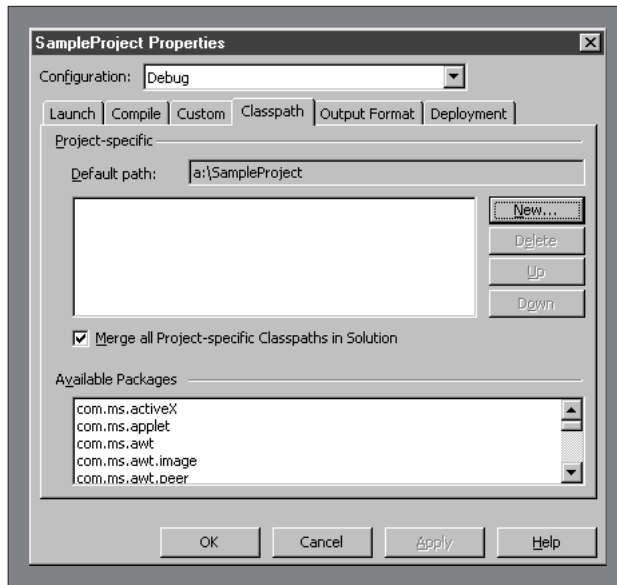 SampleProject Properties
Configuration: Debug
Launch Compile Custom Classpath Output Format Deployment
Project-specific
Default path: a:\SampleProject
New...
Delete
Up
Down
Merge all Project-specific Classpaths in Solution
Available Packages
com.ms.activeX
com.ms.applet
com.ms.awt
com.ms.awt.image
com.ms.awt.peer
OK Cancel Apply Help